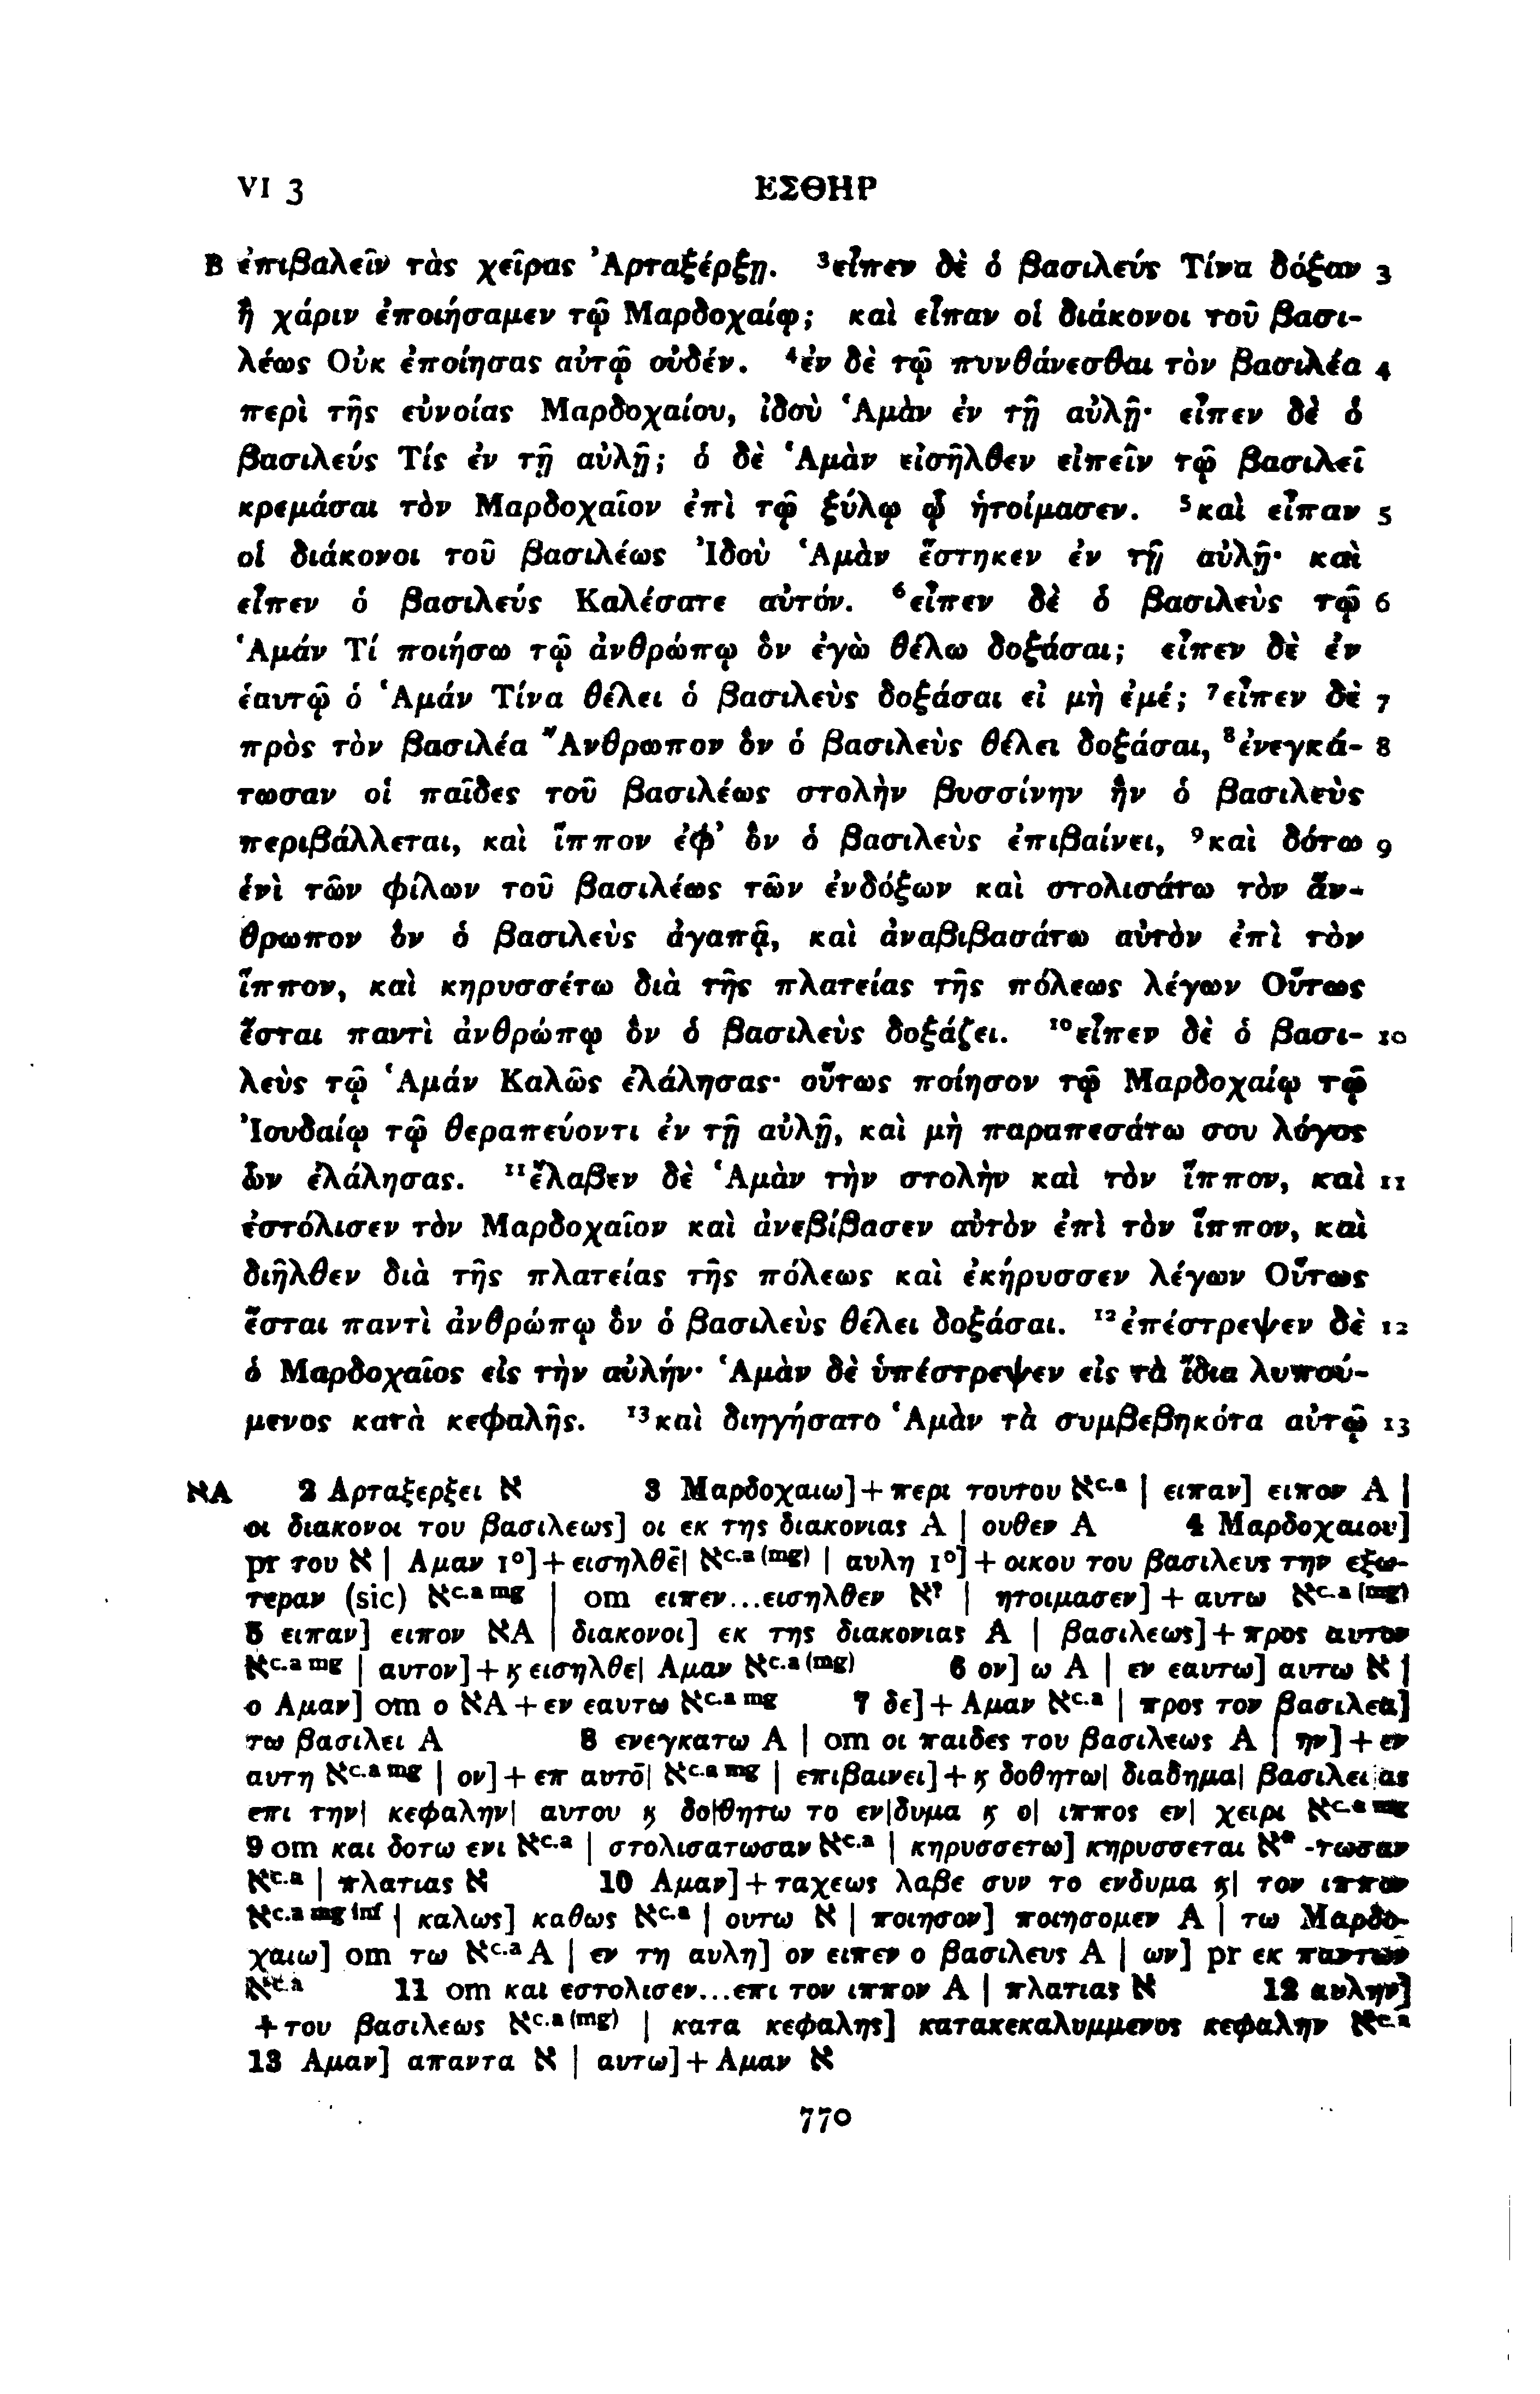 VI 3 ΕΣΘΗΡ
B ἐπιβαλεῖν τὰς χεῖρας Ἀρταξέρξῃ. ³εἶπεν δὲ ὁ βασιλεύς Τίνα δόξαν 3
ἢ χάριν ἐποιήσαμεν τῷ Μαρδοχαίῳ; καὶ εἶπαν οἱ διάκονοι τοῦ βασι-
λέως Οὐκ ἐποίησας αὐτῷ οὐδέν. ⁴ἐν δὲ τῷ πυνθάνεσθαι τὸν βασιλέα 4
περὶ τῆς εὐνοίας Μαρδοχαίου, ἰδοὺ Ἁμὰν ἐν τῇ αὐλῇ· εἶπεν δὲ ὁ
βασιλεύς Τίς ἐν τῇ αὐλῇ; ὁ δὲ Ἁμὰν εἰσῆλθεν εἰπεῖν τῷ βασιλεῖ
κρεμάσαι τὸν Μαρδοχαῖον ἐπὶ τῷ ξύλῳ ᾧ ἡτοίμασεν. ⁵καὶ εἶπαν 5
οἱ διάκονοι τοῦ βασιλέως Ἰδοὺ Ἁμὰν ἕστηκεν ἐν τῇ αὐλῇ· καὶ
εἶπεν ὁ βασιλεύς Καλέσατε αὐτόν. ⁶εἶπεν δὲ ὁ βασιλεὺς τῷ 6
Ἁμάν Τί ποιήσω τῷ ἀνθρώπῳ ὃν ἐγὼ θέλω δοξάσαι; εἶπεν δὲ ἐν
ἑαυτῷ ὁ Ἁμάν Τίνα θέλει ὁ βασιλεὺς δοξάσαι εἰ μὴ ἐμέ; ⁷εἶπεν δὲ 7
πρὸς τὸν βασιλέα Ἄνθρωπον ὃν ὁ βασιλεὺς θέλει δοξάσαι, ⁸ἐνεγκά- 8
τωσαν οἱ παῖδες τοῦ βασιλέως στολὴν βυσσίνην ἣν ὁ βασιλεὺς
περιβάλλεται, καὶ ἵππον ἐφ’ ὃν ὁ βασιλεὺς ἐπιβαίνει, ⁹καὶ δότω 9
ἑνὶ τῶν φίλων τοῦ βασιλέως τῶν ἐνδόξων καὶ στολισάτω τὸν ἄν-
θρωπον ὃν ὁ βασιλεὺς ἀγαπᾷ, καὶ ἀναβιβασάτω αὐτὸν ἐπὶ τὸν
ἵππον, καὶ κηρυσσέτω διὰ τῆς πλατείας τῆς πόλεως λέγων Οὕτως
ἔσται παντὶ ἀνθρώπῳ ὃν ὁ βασιλεὺς δοξάζει. ¹⁰εἶπεν δὲ ὁ βασι- 10
λεὺς τῷ Ἁμάν Καλῶς ἐλάλησας· οὕτως ποίησον τῷ Μαρδοχαίῳ τῷ
Ἰουδαίῳ τῷ θεραπεύοντι ἐν τῇ αὐλῇ, καὶ μὴ παραπεσάτω σου λόγος
ὧν ἐλάλησας. ¹¹ἔλαβεν δὲ Ἁμὰν τὴν στολὴν καὶ τὸν ἵππον, καὶ 11
ἐστόλισεν τὸν Μαρδοχαῖον καὶ ἀνεβίβασεν αὐτὸν ἐπὶ τὸν ἵππον, καὶ
διῆλθεν διὰ τῆς πλατείας τῆς πόλεως καὶ ἐκήρυσσεν λέγων Οὕτως
ἔσται παντὶ ἀνθρώπῳ ὃν ὁ βασιλεὺς θέλει δοξάσαι. ¹²ἐπέστρεψεν δὲ 12
ὁ Μαρδοχαῖος εἰς τὴν αὐλήν· Ἁμὰν δὲ ὑπέστρεψεν εἰς τὰ ἴδια λυπού-
μενος κατὰ κεφαλῆς. ¹³καὶ διηγήσατο Ἁμὰν τὰ συμβεβηκότα αὐτῷ 13
אA 2 Αρταξερξει א 3 Μαρδοχαιω]+περι τουτου א^c.a | ειπαν] ειπον A |
οι διακονοι του βασιλεως] οι εκ της διακονιας A | ουθεν A 4 Μαρδοχαιου]
pr του א | Αμαν 1°]+εισηλθε̄| א^c.a (mg) | αυλη 1°]+οικου του βασιλευς την εξω-
τεραν (sic) א^c.a mg | om ειπεν...εισηλθεν א^? | ητοιμασεν]+αυτω א^c.a (mg)
5 ειπαν] ειπον אA | διακονοι] εκ της διακονιας A | βασιλεως]+προς αυτον
א^c.a mg | αυτον]+ϗ εισηλθε| Αμαν א^c.a (mg) 6 ον] ω A | εν εαυτω] αυτω א |
ο Αμαν] om ο אA+εν εαυτω א^c.a mg 7 δε]+Αμαν א^c.a | προς τον βασιλεα]
τω βασιλει A 8 ενεγκατω A | om οι παιδες του βασιλεως A | ην]+εν
αυτη א^c.a mg | ον]+επ αυτο̄| א^c.a mg | επιβαινει]+ϗ δοθητω| διαδημα| βασιλειας
επι την| κεφαλην| αυτου ϗ δο|θητω το εν|δυμα ϗ ο| ιππος εν| χειρι א^c.a mg
9 om και δοτω ενι א^c.a | στολισατωσαν א^c.a | κηρυσσετω] κηρυσσεται א* -τωσαν
א^c.a | πλατιας א 10 Αμαν]+ταχεως λαβε συν το ενδυμα ϗ| τον ιππον
א^c.a mg inf | καλως] καθως א^c.a | ουτω א | ποιησον] ποιησομεν A | τω Μαρδο-
χαιω] om τω א^c.a A | εν τη αυλη] ον ειπεν ο βασιλευς A | ων] pr εκ παντων
א^c.a 11 om και εστολισεν...επι τον ιππον A | πλατιας א 12 αυλην]
+του βασιλεως א^c.a (mg) | κατα κεφαλης] κατακεκαλυμμενος κεφαλην א^c.a
13 Αμαν] απαντα א | αυτω]+Αμαν א
770